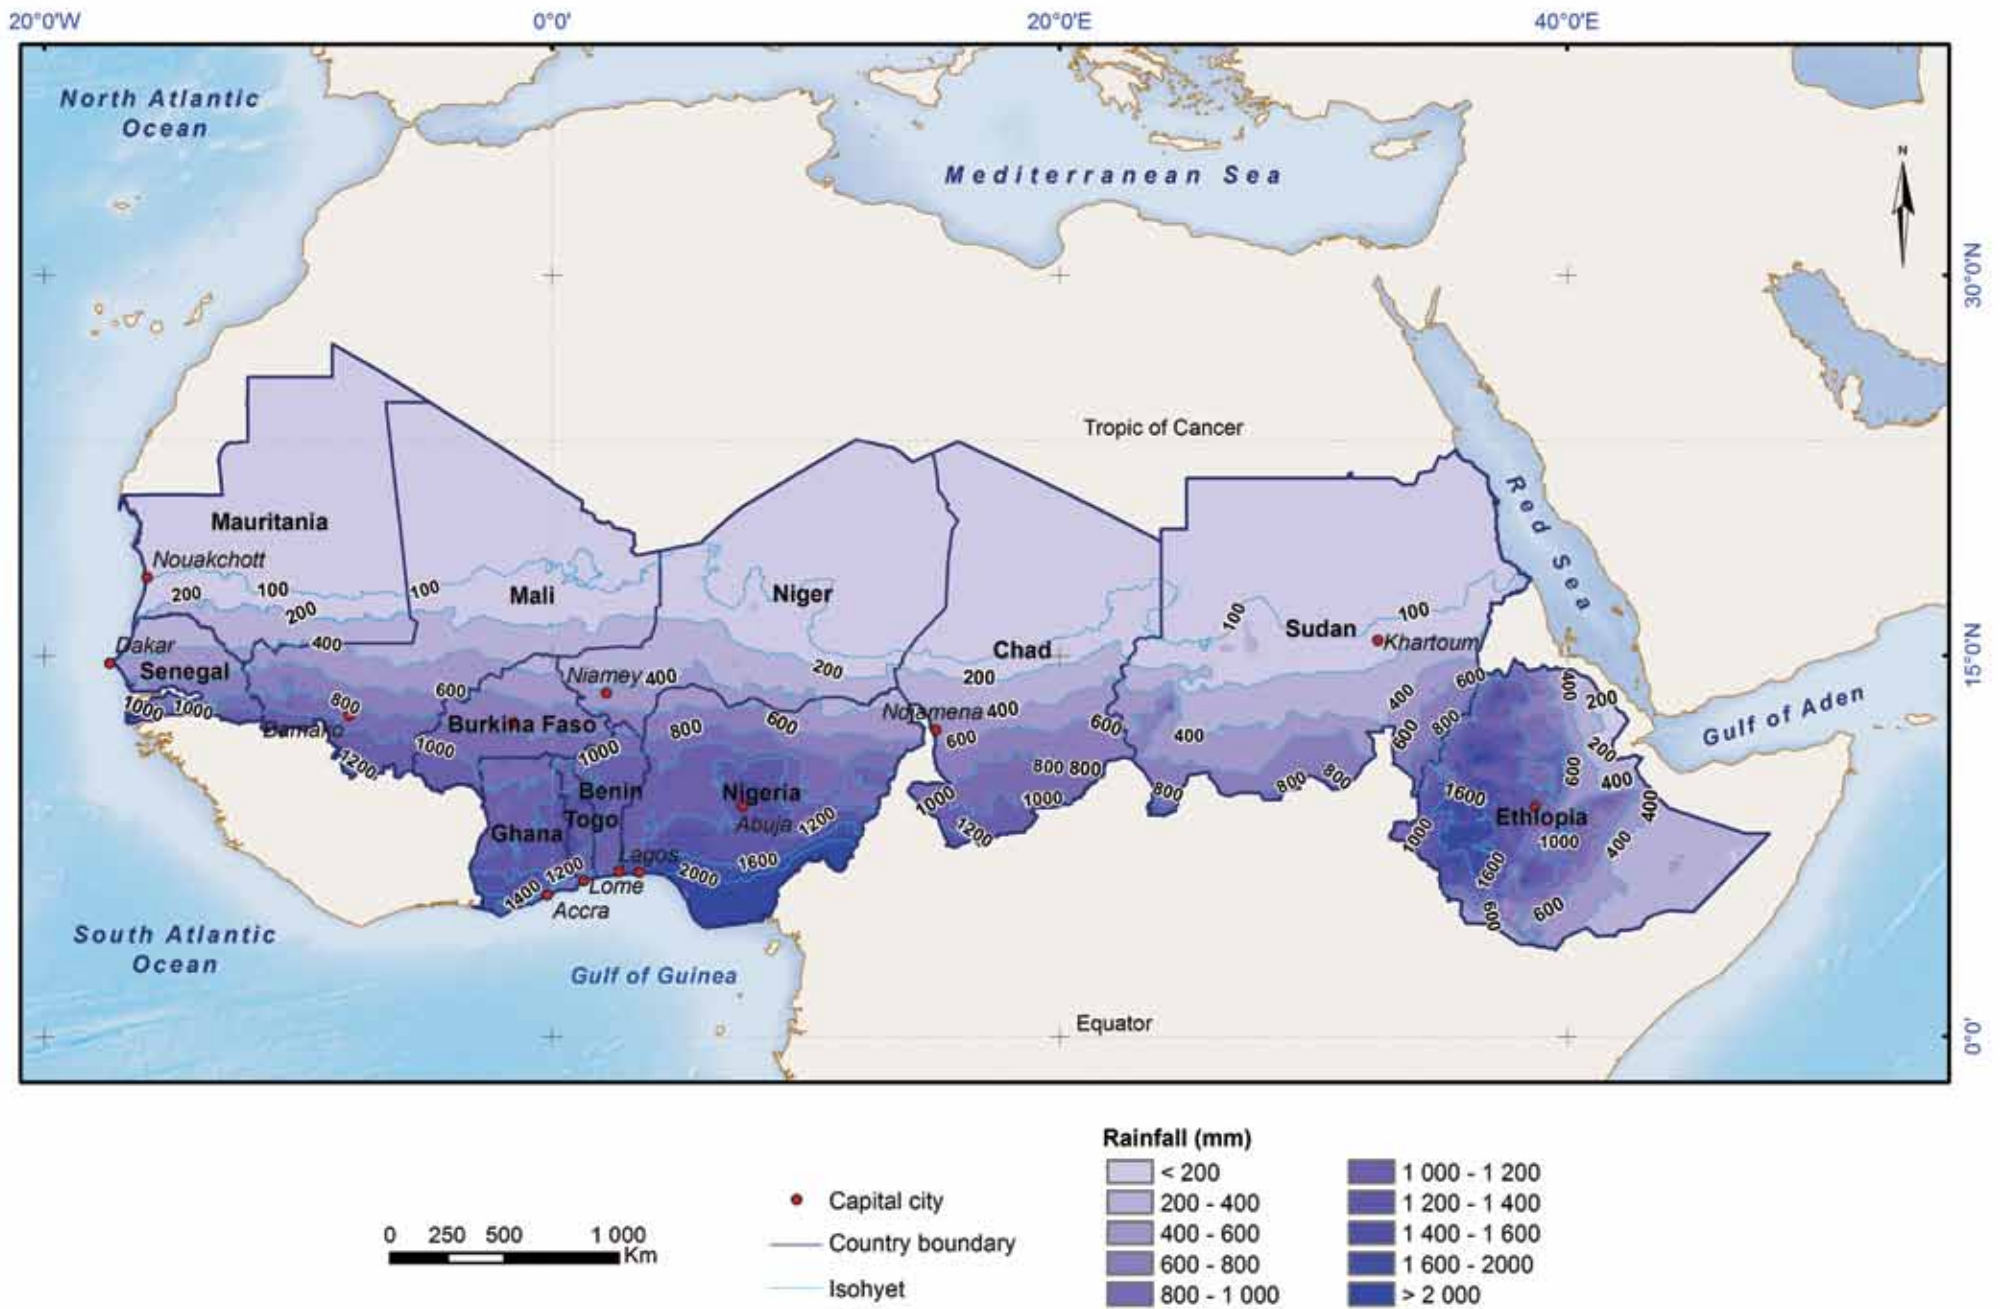 20°0'W 0°0' 20°0'E 40°0'E
North Atlantic
Ocean
Mediterranean Sea
N
30°0'N
Tropic of Cancer
Red Sea
Mauritania
Nouakchott
200 100 100 Mali Niger 100 100
200 Sudan
Khartoum
Dakar 400 Chad 15°0'N
Senegal 200 200
Niamey 400 600 400 200
1000 1000 800 600 Ndjamena 400 400 Gulf of Aden
Bamako Burkina Faso 800 600 600 600 400 600 800
1000 1000 600 200
1200 800 800 800 800 800 600 400
Benin Nigeria 1000 1000 1600 400
Togo Abuja 1200 1200 Ethiopia
Ghana 1000 1000 400
Lagos 1600
1200 2000 1600
1400 Lome 600 600
Accra
South Atlantic
Ocean
Gulf of Guinea
Equator 0°0'
Rainfall (mm)
< 200 1 000 - 1 200
Capital city 200 - 400 1 200 - 1 400
0 250 500 1 000
Km
Country boundary 400 - 600 1 400 - 1 600
600 - 800 1 600 - 2000
Isohyet 800 - 1 000 > 2 000